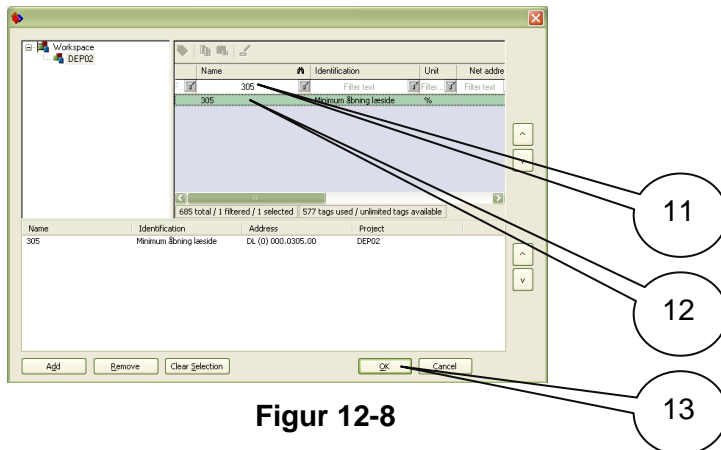 Workspace
DEP02
Name Identification Unit Net addre
F... 305 Filter text Filter... Filter text
305 Minimum åbning læside %
685 total / 1 filtered / 1 selected 577 tags used / unlimited tags available
Name Identification Address Project
305 Minimum åbning læside DL (0) 000.0305.00 DEP02
Add Remove Clear Selection OK Cancel
11
12
13
Figur 12-8